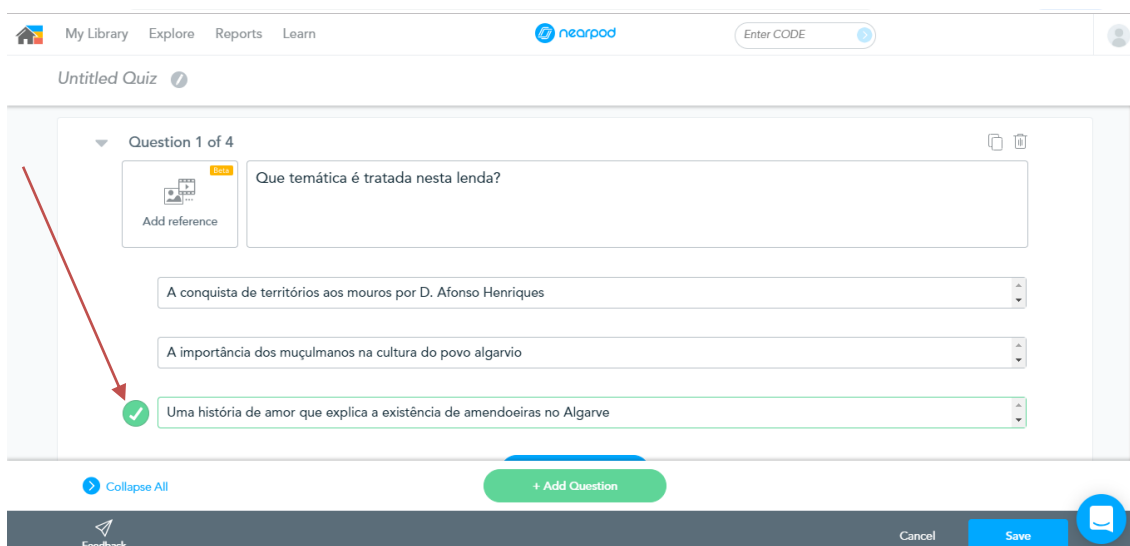 My Library Explore Reports Learn nearpod Enter CODE
Untitled Quiz
Question 1 of 4
Beta
Add reference
Que temática é tratada nesta lenda?
A conquista de territórios aos mouros por D. Afonso Henriques
A importância dos muçulmanos na cultura do povo algarvio
Uma história de amor que explica a existência de amendoeiras no Algarve
Collapse All + Add Question
Feedback Cancel Save